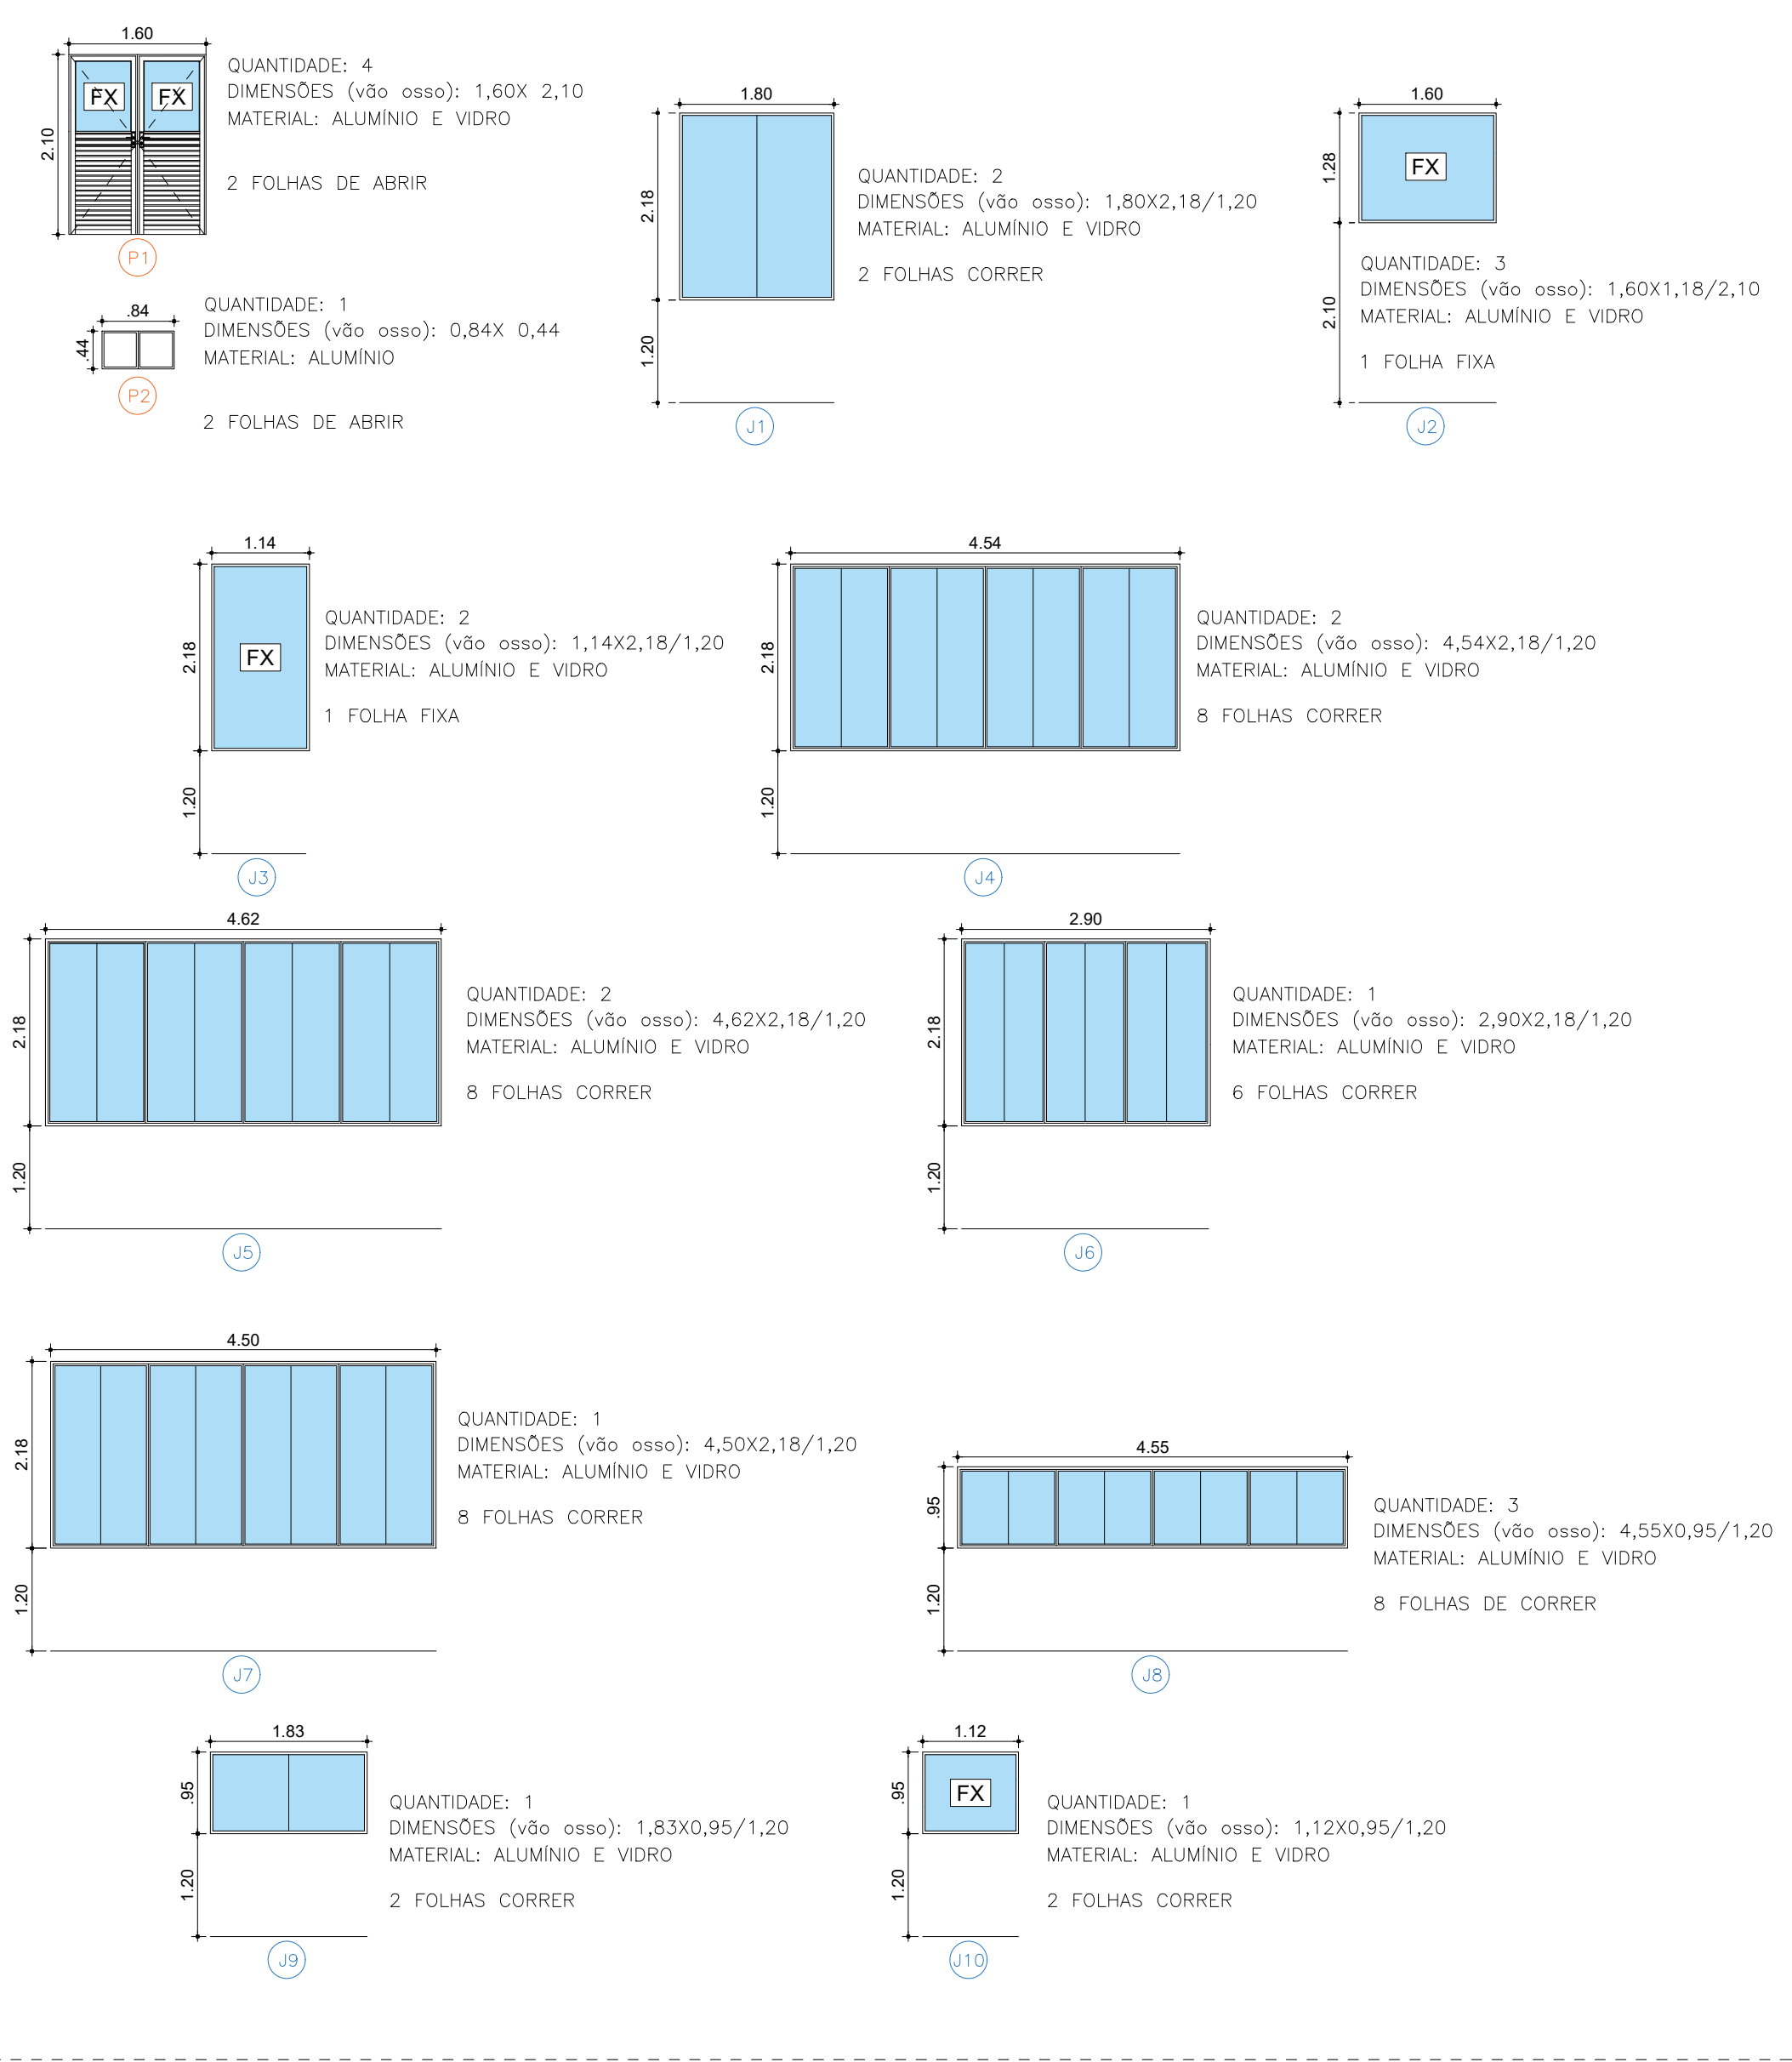 1.60
2.10
FX
FX
QUANTIDADE: 4
DIMENSÕES (vão osso): 1,60X 2,10
MATERIAL: ALUMÍNIO E VIDRO
2 FOLHAS DE ABRIR
P1
.84
.44
QUANTIDADE: 1
DIMENSÕES (vão osso): 0,84X 0,44
MATERIAL: ALUMÍNIO
2 FOLHAS DE ABRIR
P2
1.80
2.18
1.20
QUANTIDADE: 2
DIMENSÕES (vão osso): 1,80X2,18/1,20
MATERIAL: ALUMÍNIO E VIDRO
2 FOLHAS CORRER
J1
1.60
1.28
2.10
FX
QUANTIDADE: 3
DIMENSÕES (vão osso): 1,60X1,18/2,10
MATERIAL: ALUMÍNIO E VIDRO
1 FOLHA FIXA
J2
1.14
2.18
1.20
FX
QUANTIDADE: 2
DIMENSÕES (vão osso): 1,14X2,18/1,20
MATERIAL: ALUMÍNIO E VIDRO
1 FOLHA FIXA
J3
4.54
2.18
1.20
QUANTIDADE: 2
DIMENSÕES (vão osso): 4,54X2,18/1,20
MATERIAL: ALUMÍNIO E VIDRO
8 FOLHAS CORRER
J4
4.62
2.18
1.20
QUANTIDADE: 2
DIMENSÕES (vão osso): 4,62X2,18/1,20
MATERIAL: ALUMÍNIO E VIDRO
8 FOLHAS CORRER
J5
2.90
2.18
1.20
QUANTIDADE: 1
DIMENSÕES (vão osso): 2,90X2,18/1,20
MATERIAL: ALUMÍNIO E VIDRO
6 FOLHAS CORRER
J6
4.50
2.18
1.20
QUANTIDADE: 1
DIMENSÕES (vão osso): 4,50X2,18/1,20
MATERIAL: ALUMÍNIO E VIDRO
8 FOLHAS CORRER
J7
4.55
.95
1.20
QUANTIDADE: 3
DIMENSÕES (vão osso): 4,55X0,95/1,20
MATERIAL: ALUMÍNIO E VIDRO
8 FOLHAS DE CORRER
J8
1.83
.95
1.20
QUANTIDADE: 1
DIMENSÕES (vão osso): 1,83X0,95/1,20
MATERIAL: ALUMÍNIO E VIDRO
2 FOLHAS CORRER
J9
1.12
.95
1.20
FX
QUANTIDADE: 1
DIMENSÕES (vão osso): 1,12X0,95/1,20
MATERIAL: ALUMÍNIO E VIDRO
2 FOLHAS CORRER
J10